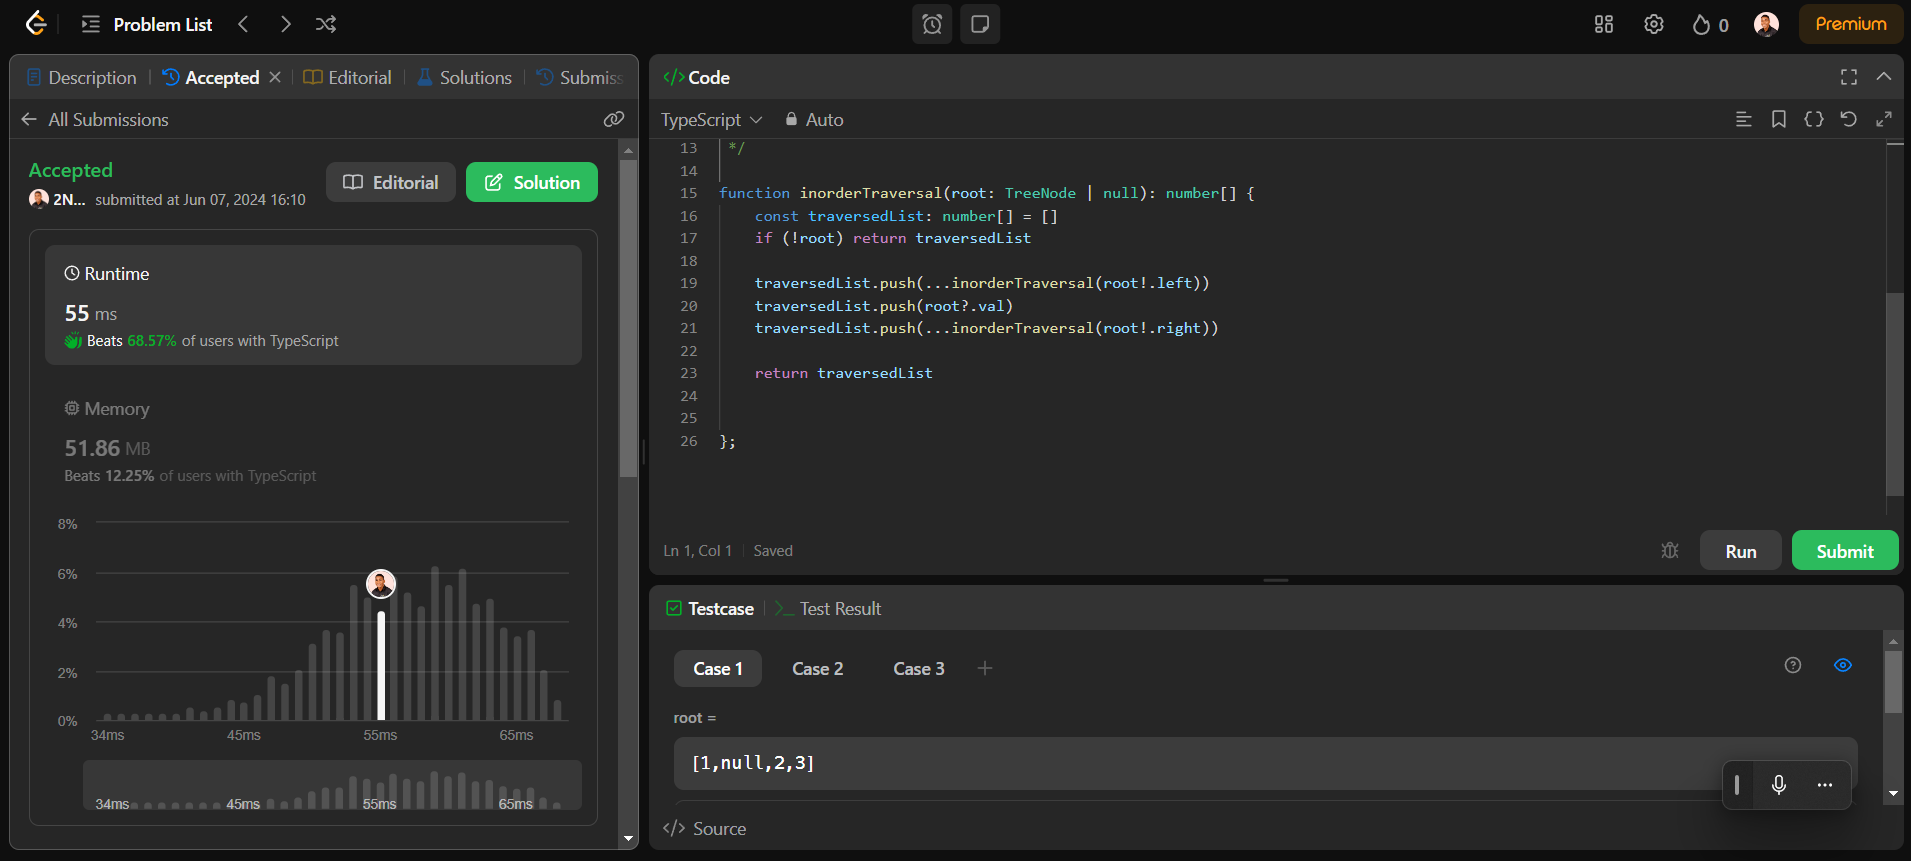 Problem List
0
Premium
Description
Accepted
Editorial
Solutions
Submiss
All Submissions
Accepted
2N... submitted at Jun 07, 2024 16:10
Editorial
Solution
Runtime
55 ms
Beats 68.57% of users with TypeScript
Memory
51.86 MB
Beats 12.25% of users with TypeScript
8%
6%
4%
2%
0%
34ms 45ms 55ms 65ms
34ms 45ms 55ms 65ms
</>Code
TypeScript Auto
13 */
14
15 function inorderTraversal(root: TreeNode | null): number[] {
16 const traversedList: number[] = []
17 if (!root) return traversedList
18
19 traversedList.push(...inorderTraversal(root!.left))
20 traversedList.push(root?.val)
21 traversedList.push(...inorderTraversal(root!.right))
22
23 return traversedList
24
25
26 };
Ln 1, Col 1 Saved
Run
Submit
Testcase
Test Result
Case 1 Case 2 Case 3 +
root =
[1,null,2,3]
</> Source